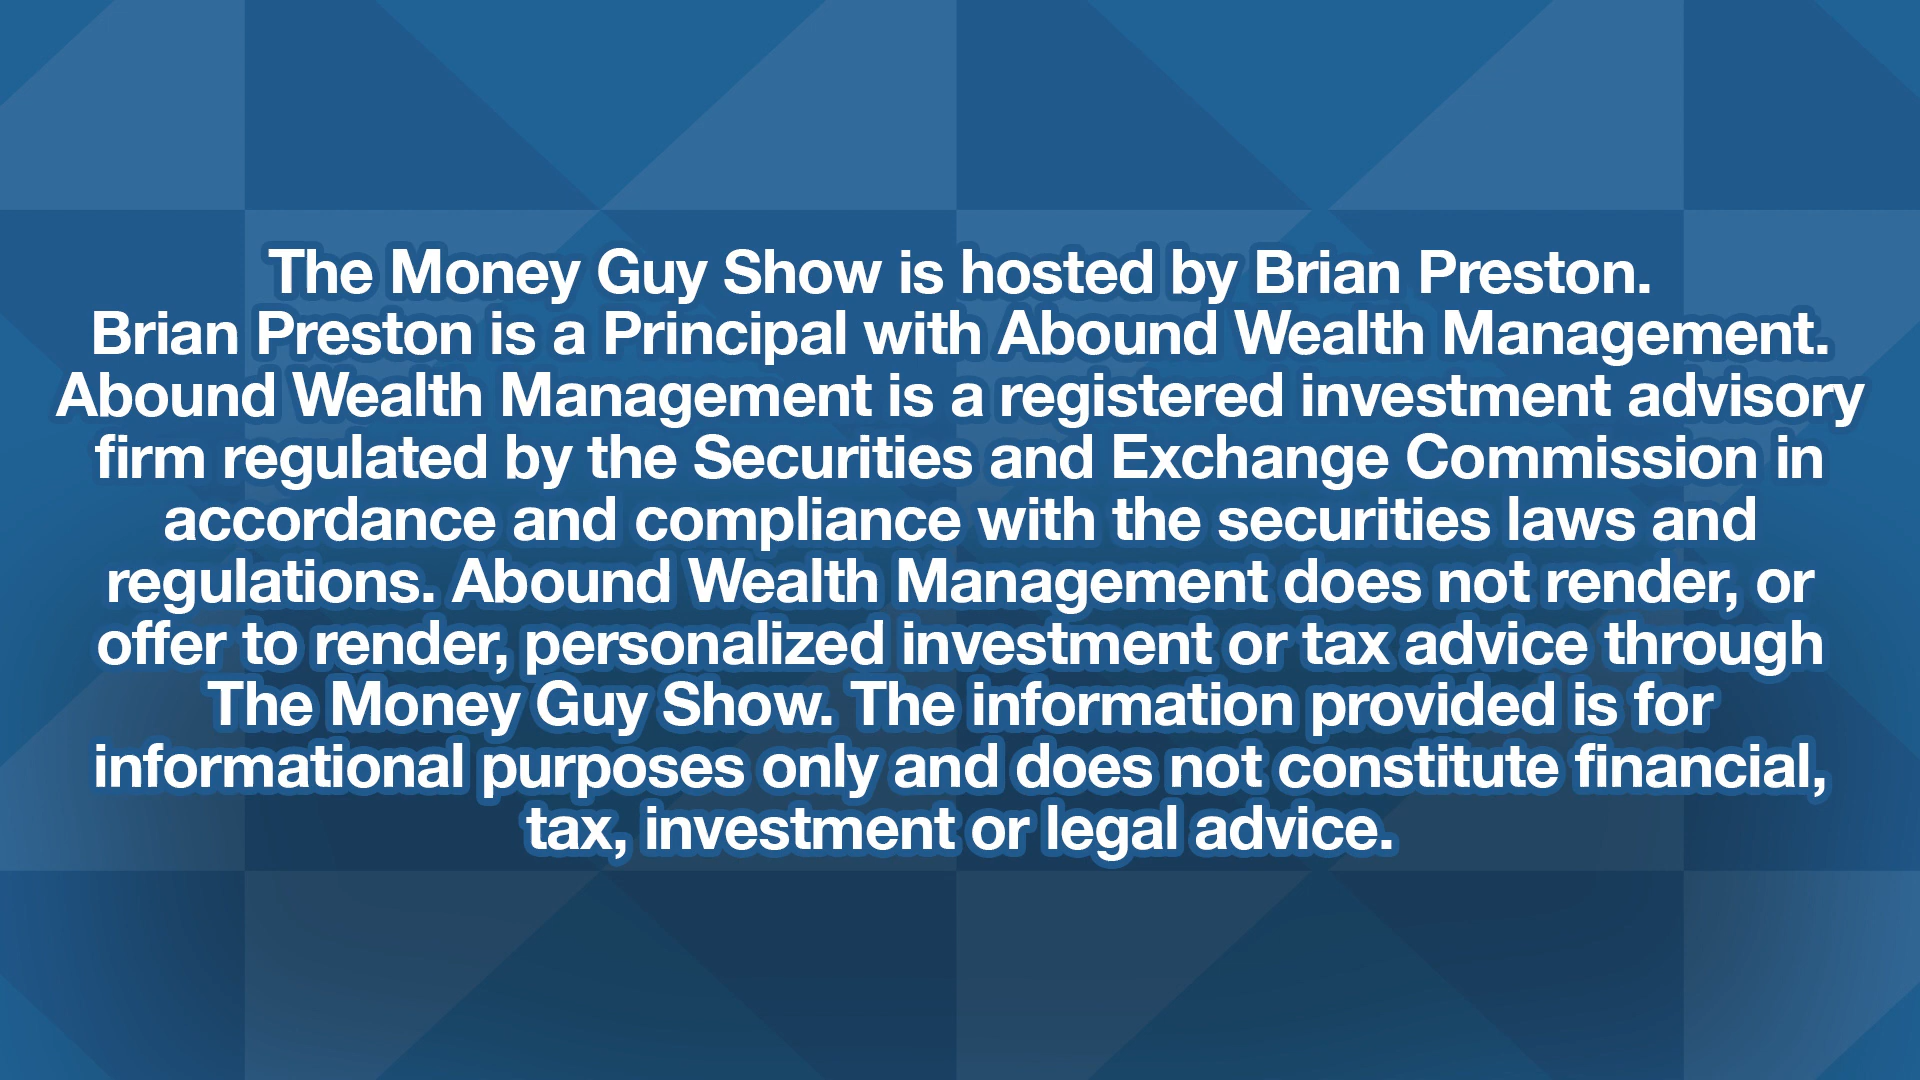 The Money Guy Show is hosted by Brian Preston.
Brian Preston is a Principal with Abound Wealth Management.
Abound Wealth Management is a registered investment advisory
firm regulated by the Securities and Exchange Commission in
accordance and compliance with the securities laws and
regulations. Abound Wealth Management does not render, or
offer to render, personalized investment or tax advice through
The Money Guy Show. The information provided is for
informational purposes only and does not constitute financial,
tax, investment or legal advice.